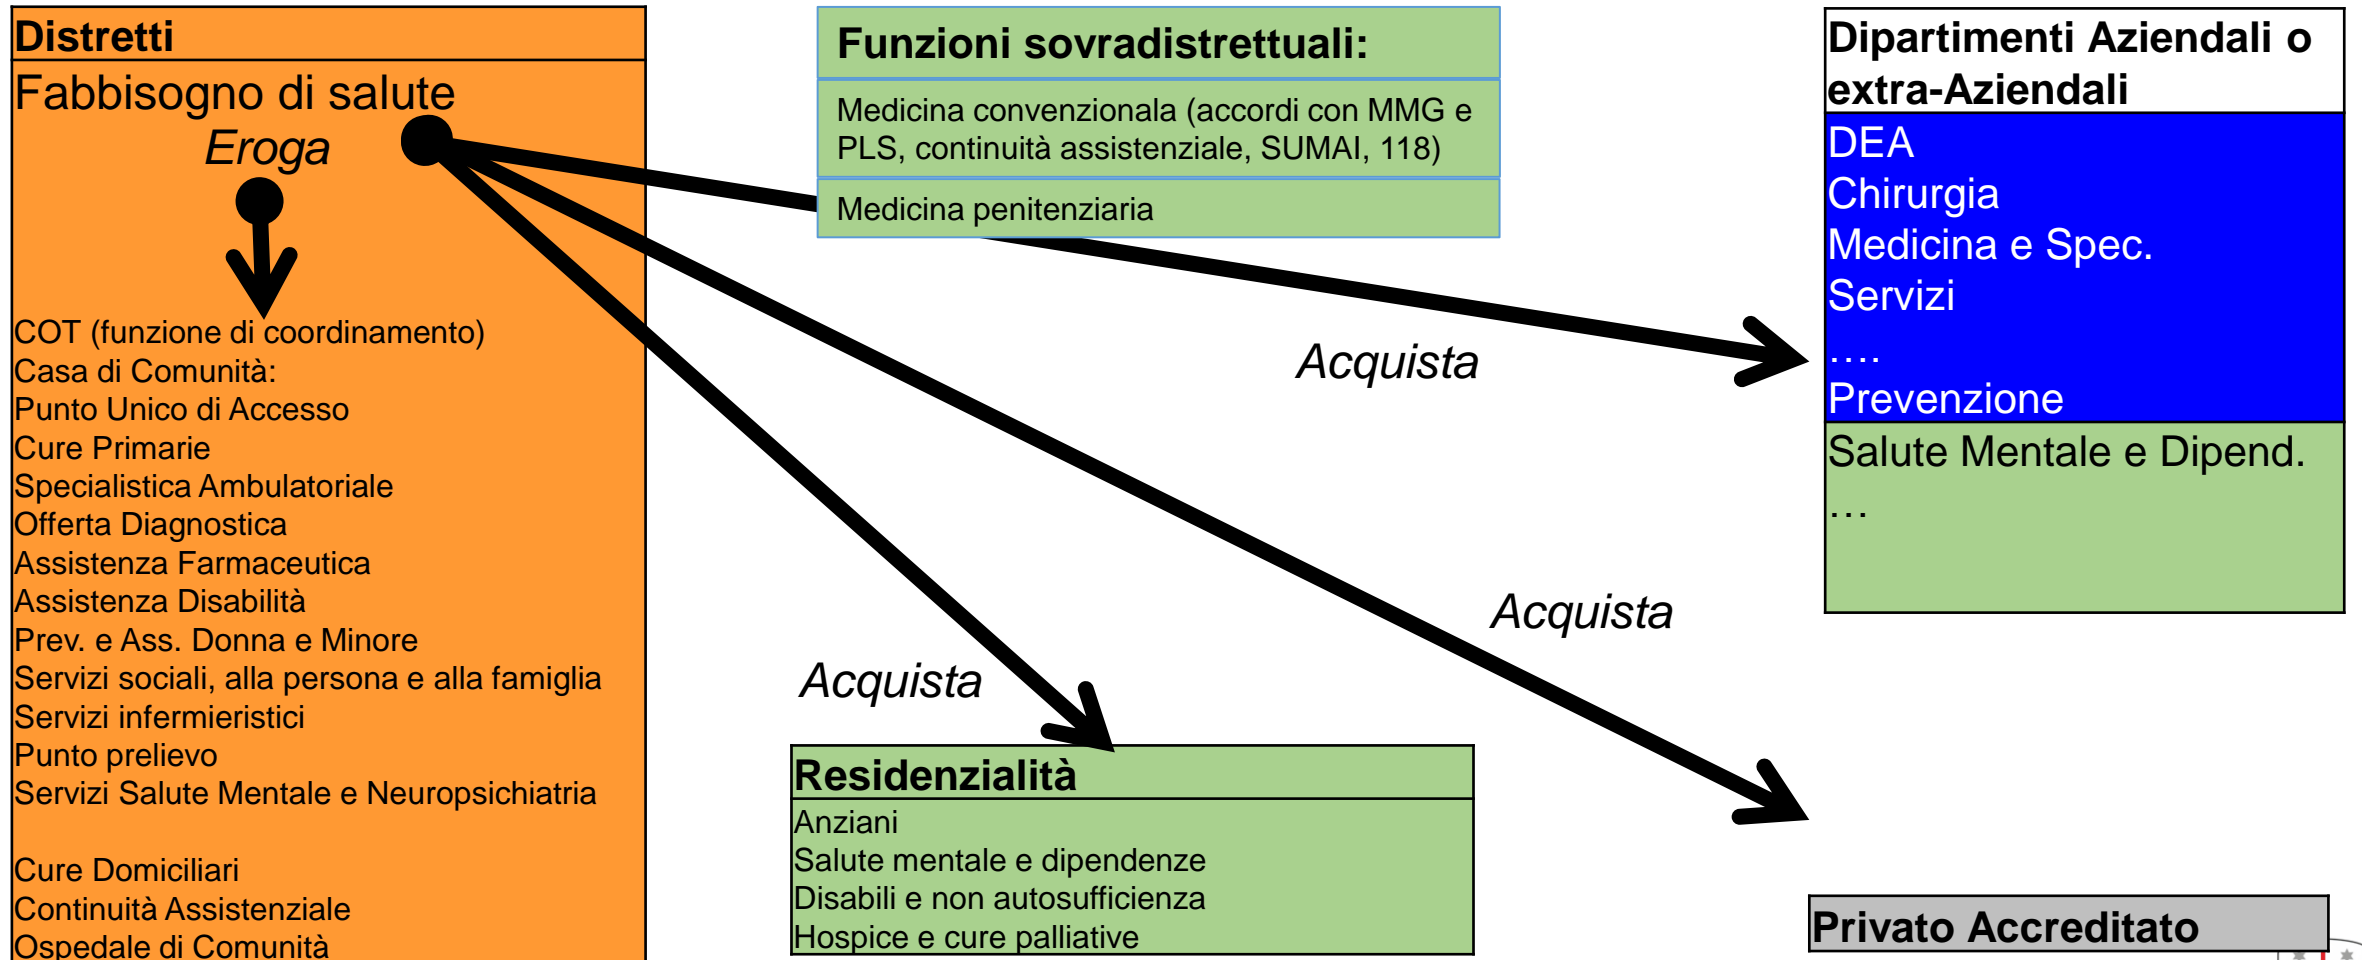 Distretti
Fabbisogno di salute
Eroga
COT (funzione di coordinamento)
Casa di Comunità:
Punto Unico di Accesso
Cure Primarie
Specialistica Ambulatoriale
Offerta Diagnostica
Assistenza Farmaceutica
Assistenza Disabilità
Prev. e Ass. Donna e Minore
Servizi sociali, alla persona e alla famiglia
Servizi infermieristici
Punto prelievo
Servizi Salute Mentale e Neuropsichiatria
Cure Domiciliari
Continuità Assistenziale
Ospedale di Comunità
Funzioni sovradistrettuali:
Medicina convenzionala (accordi con MMG e
PLS, continuità assistenziale, SUMAI, 118)
Medicina penitenziaria
Acquista
Acquista
Acquista
Residenzialità
Anziani
Salute mentale e dipendenze
Disabili e non autosufficienza
Hospice e cure palliative
Dipartimenti Aziendali o
extra-Aziendali
DEA
Chirurgia
Medicina e Spec.
Servizi
….
Prevenzione
Salute Mentale e Dipend.
…
Privato Accreditato